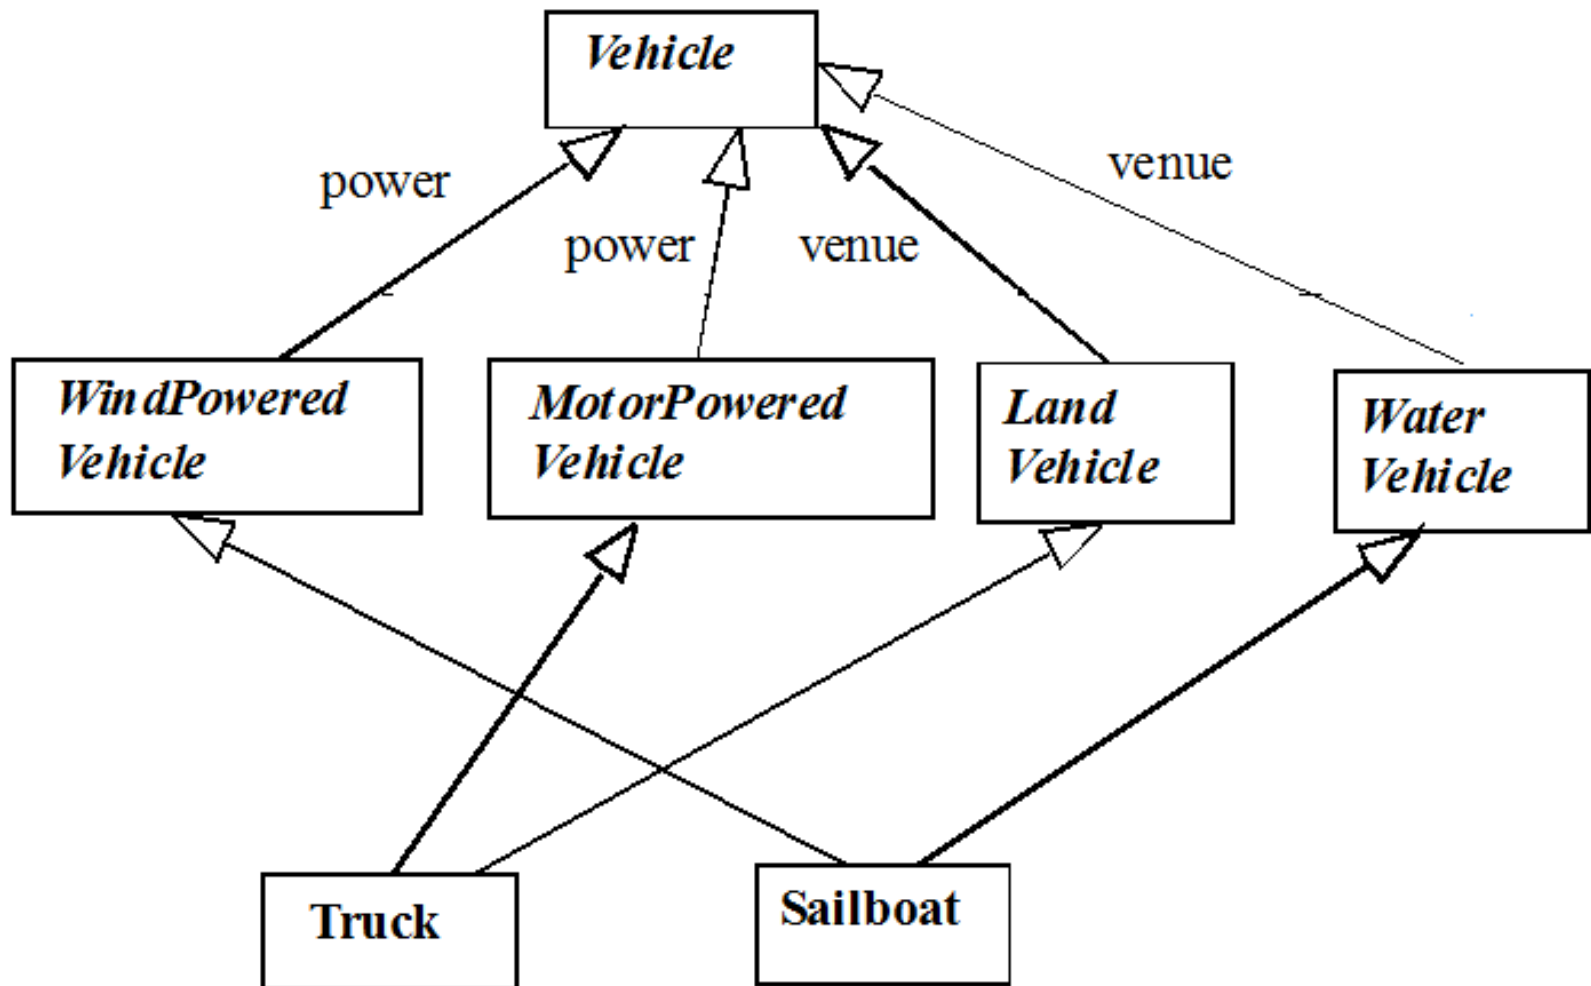 Vehicle
power
venue
power
venue
WindPowered
Vehicle
MotorPowered
Vehicle
Land
Vehicle
Water
Vehicle
Truck
Sailboat